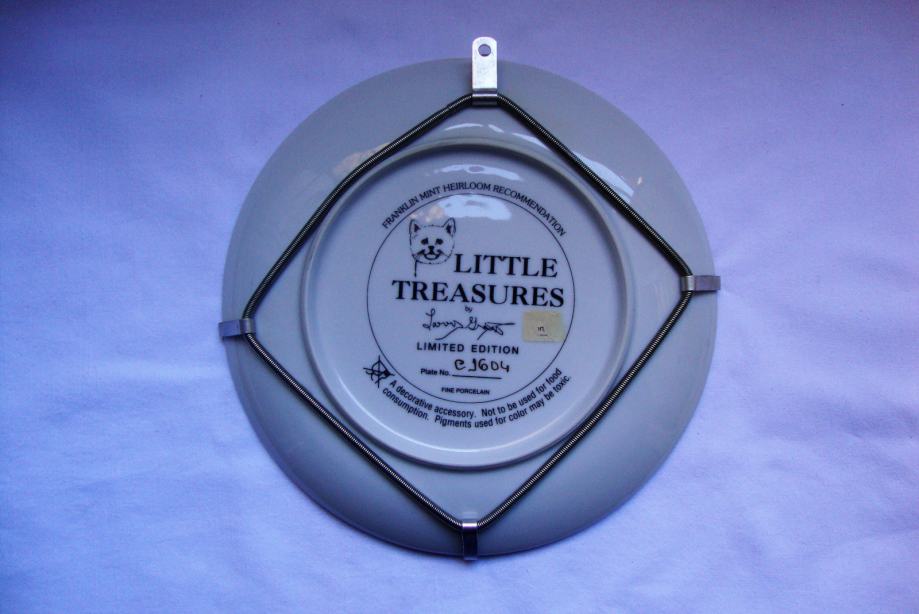 FRANKLIN MINT HEIRLOOM RECOMMENDATION
LITTLE
TREASURES
by
LIMITED EDITION
Plate No. C1604
FINE PORCELAIN
A decorative accessory. Not to be used for food
consumption. Pigments used for color may be toxic.